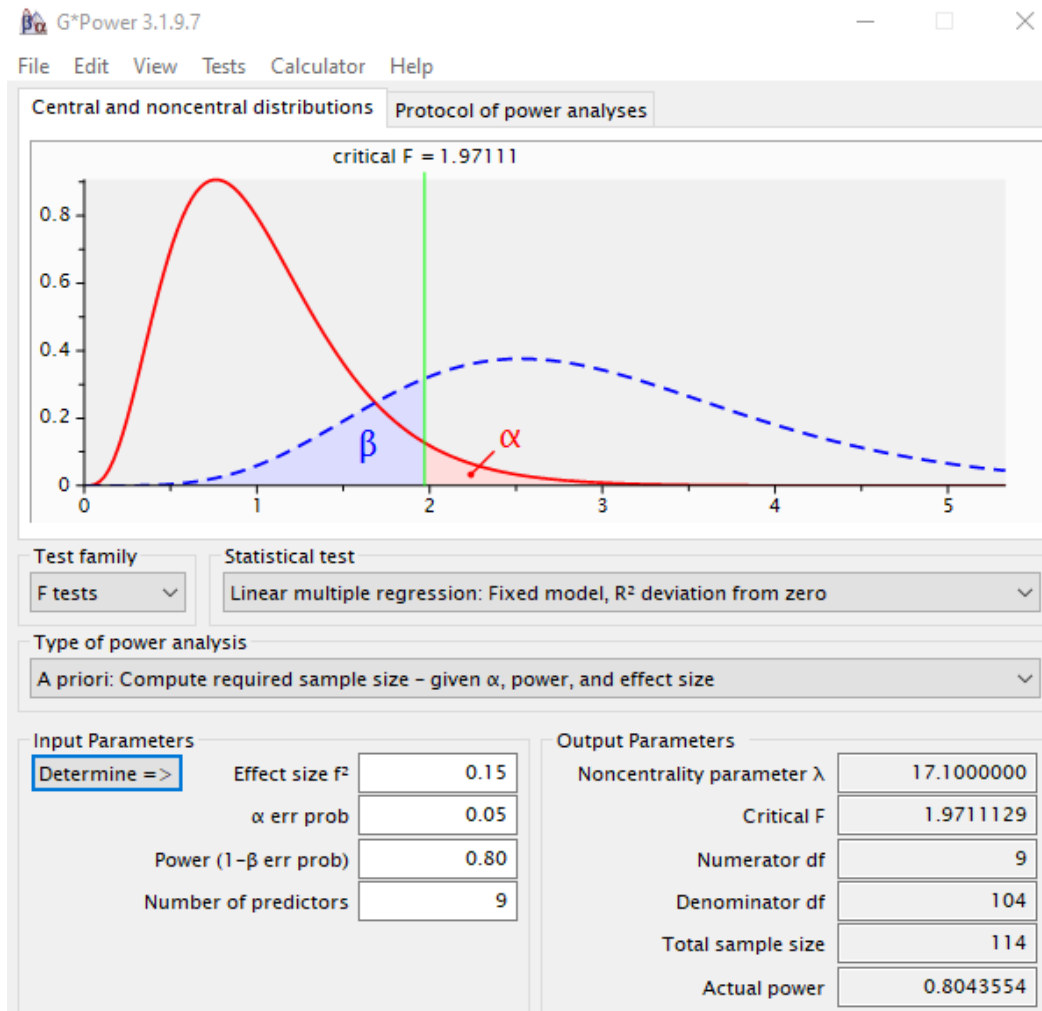 G*Power 3.1.9.7
File Edit View Tests Calculator Help
Central and noncentral distributions Protocol of power analyses
critical F = 1.97111
0.8
0.6
0.4
0.2
0
β
α
0 1 2 3 4 5
Test family Statistical test
F tests Linear multiple regression: Fixed model, R² deviation from zero
Type of power analysis
A priori: Compute required sample size – given α, power, and effect size
Input Parameters Output Parameters
Determine => Effect size f² 0.15 Noncentrality parameter λ 17.1000000
α err prob 0.05 Critical F 1.9711129
Power (1-β err prob) 0.80 Numerator df 9
Number of predictors 9 Denominator df 104
Total sample size 114
Actual power 0.8043554